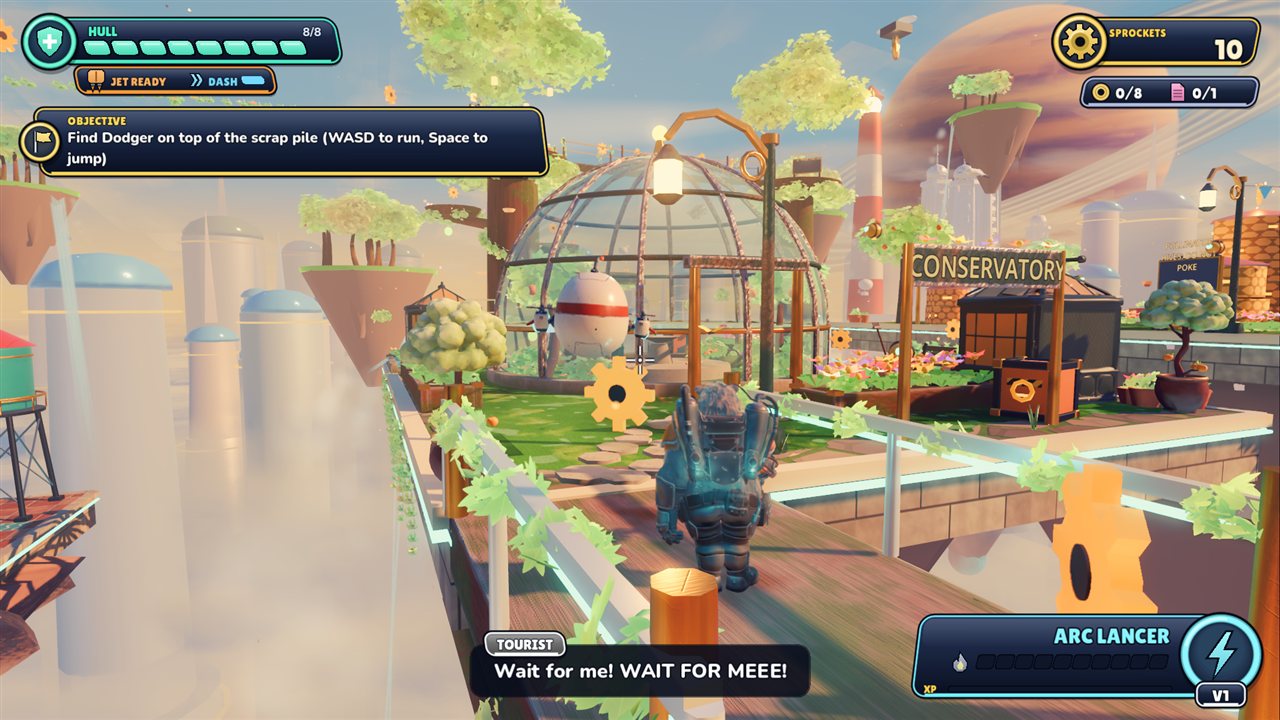 HULL
8/8
JET READY
DASH
SPROCKETS
10
0/8
0/1
OBJECTIVE
Find Dodger on top of the scrap pile (WASD to run, Space to
jump)
CONSERVATORY
POKE
TOURIST
Wait for me! WAIT FOR MEEE!
ARC LANCER
XP
V1